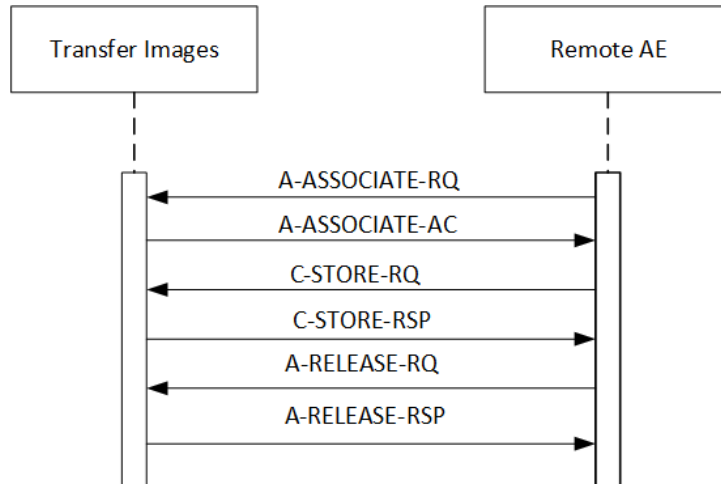 Transfer Images
Remote AE
A-ASSOCIATE-RQ
A-ASSOCIATE-AC
C-STORE-RQ
C-STORE-RSP
A-RELEASE-RQ
A-RELEASE-RSP